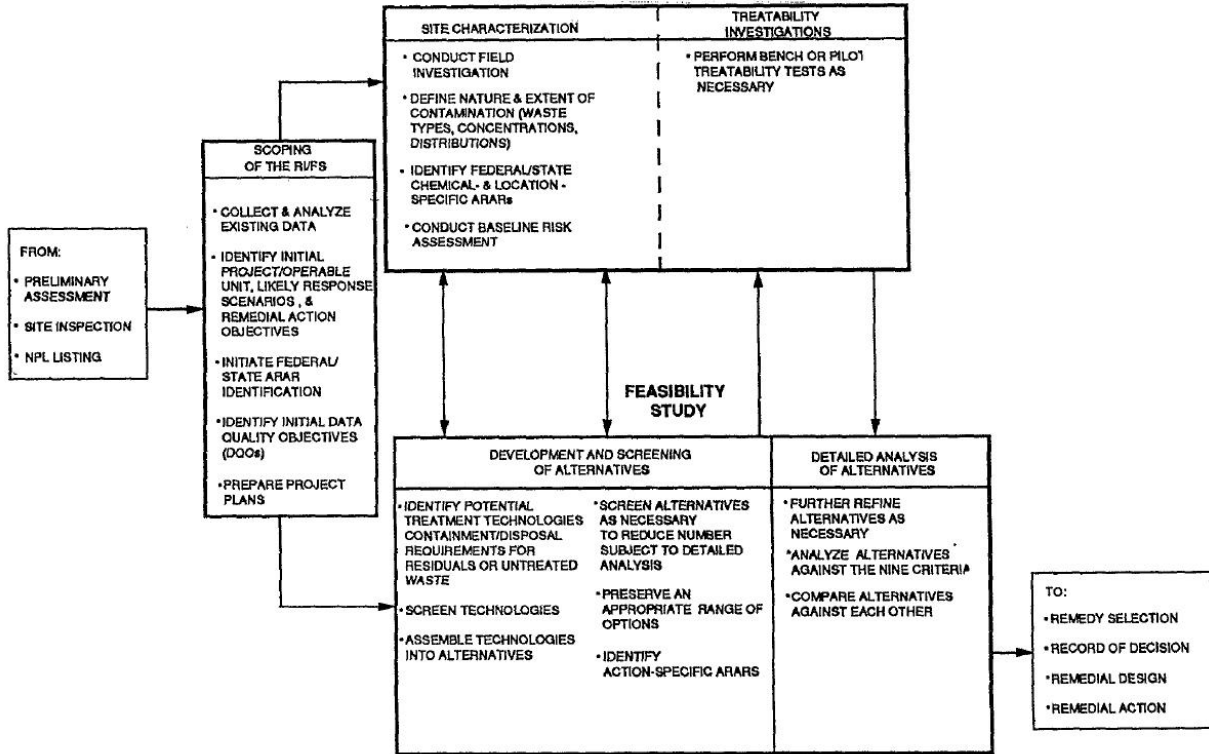 FROM:
• PRELIMINARY
ASSESSMENT
• SITE INSPECTION
• NPL LISTING
SCOPING
OF THE RI/FS
• COLLECT & ANALYZE
EXISTING DATA
• IDENTIFY INITIAL
PROJECT/OPERABLE
UNIT, LIKELY RESPONSE
SCENARIOS , &
REMEDIAL ACTION
OBJECTIVES
• INITIATE FEDERAL/
STATE ARAR
IDENTIFICATION
• IDENTIFY INITIAL DATA
QUALITY OBJECTIVES
(DQOs)
• PREPARE PROJECT
PLANS
SITE CHARACTERIZATION
• CONDUCT FIELD
INVESTIGATION
• DEFINE NATURE & EXTENT OF
CONTAMINATION (WASTE
TYPES, CONCENTRATIONS,
DISTRIBUTIONS)
• IDENTIFY FEDERAL/STATE
CHEMICAL- & LOCATION -
SPECIFIC ARARs
• CONDUCT BASELINE RISK
ASSESSMENT
TREATABILITY
INVESTIGATIONS
• PERFORM BENCH OR PILOT
TREATABILITY TESTS AS
NECESSARY
FEASIBILITY
STUDY
DEVELOPMENT AND SCREENING
OF ALTERNATIVES
• IDENTIFY POTENTIAL
TREATMENT TECHNOLOGIES
CONTAINMENT/DISPOSAL
REQUIREMENTS FOR
RESIDUALS OR UNTREATED
WASTE
• SCREEN TECHNOLOGIES
• ASSEMBLE TECHNOLOGIES
INTO ALTERNATIVES
• SCREEN ALTERNATIVES
AS NECESSARY
TO REDUCE NUMBER
SUBJECT TO DETAILED
ANALYSIS
• PRESERVE AN
APPROPRIATE RANGE OF
OPTIONS
• IDENTIFY
ACTION-SPECIFIC ARARS
DETAILED ANALYSIS
OF ALTERNATIVES
• FURTHER REFINE
ALTERNATIVES AS
NECESSARY
• ANALYZE ALTERNATIVES
AGAINST THE NINE CRITERIA
• COMPARE ALTERNATIVES
AGAINST EACH OTHER
TO:
• REMEDY SELECTION
• RECORD OF DECISION
• REMEDIAL DESIGN
• REMEDIAL ACTION